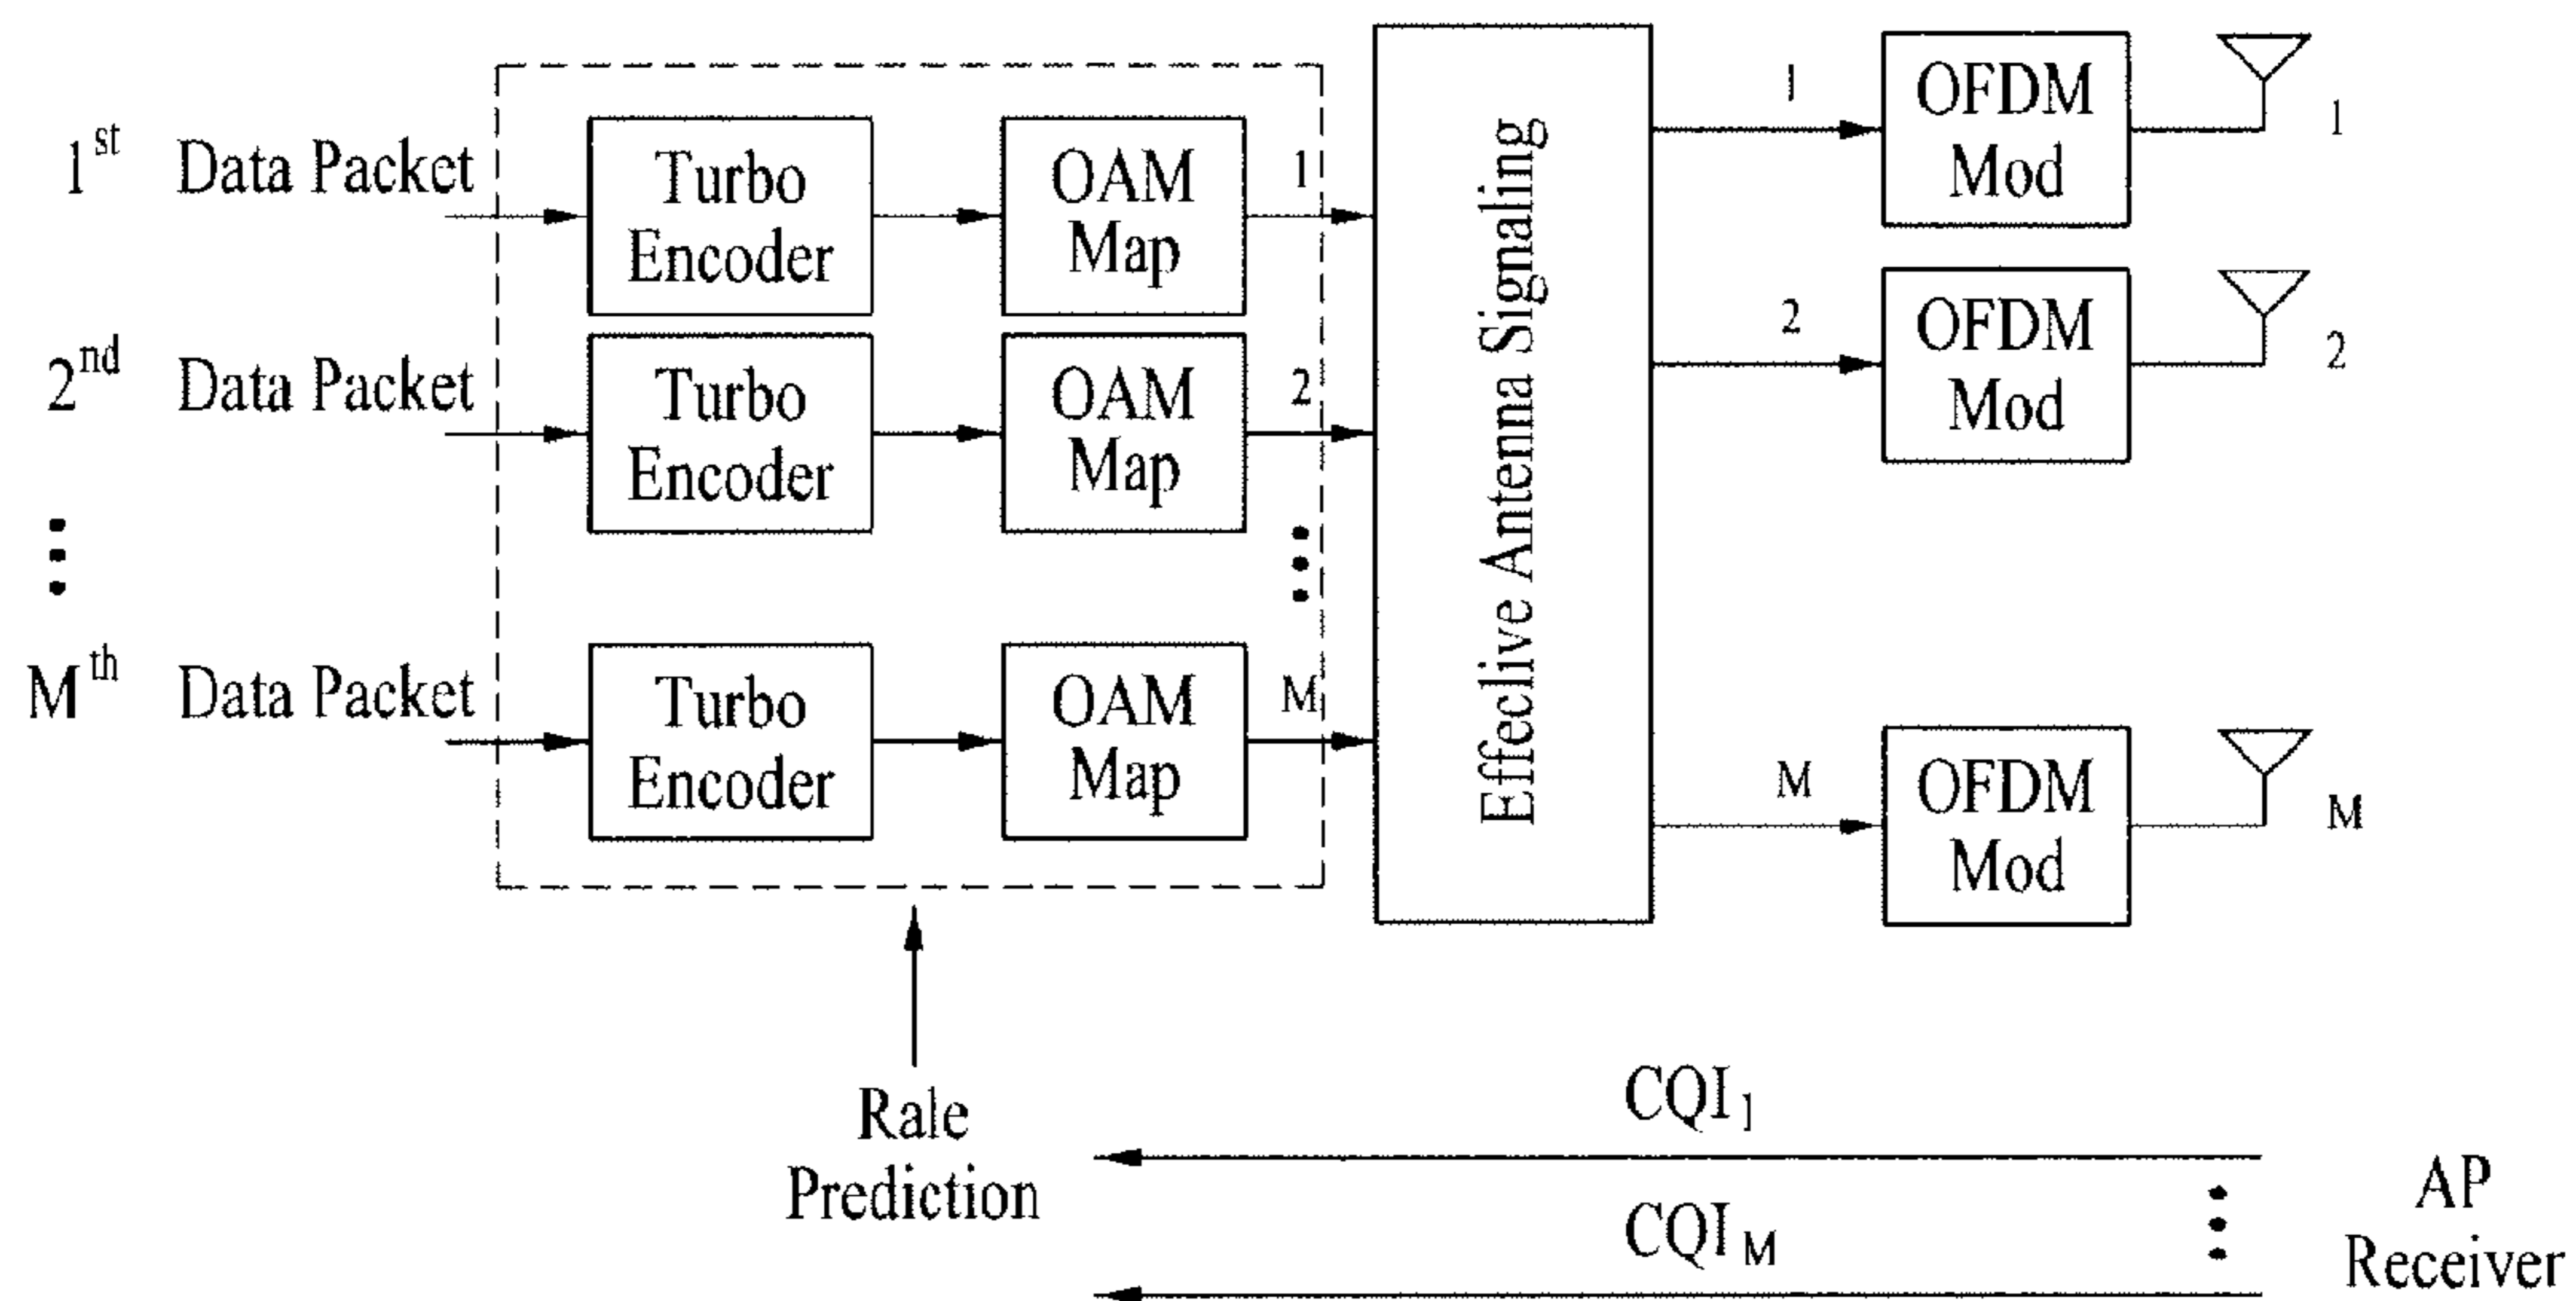 1st Data Packet
Turbo
Encoder
OAM
Map
1
2nd Data Packet
Turbo
Encoder
OAM
Map
2
Mth Data Packet
Turbo
Encoder
OAM
Map
M
Effeclive Antenna Signaling
1
OFDM
Mod
1
2
OFDM
Mod
2
M
OFDM
Mod
M
Rale
Prediction
CQI1
CQIM
AP
Receiver